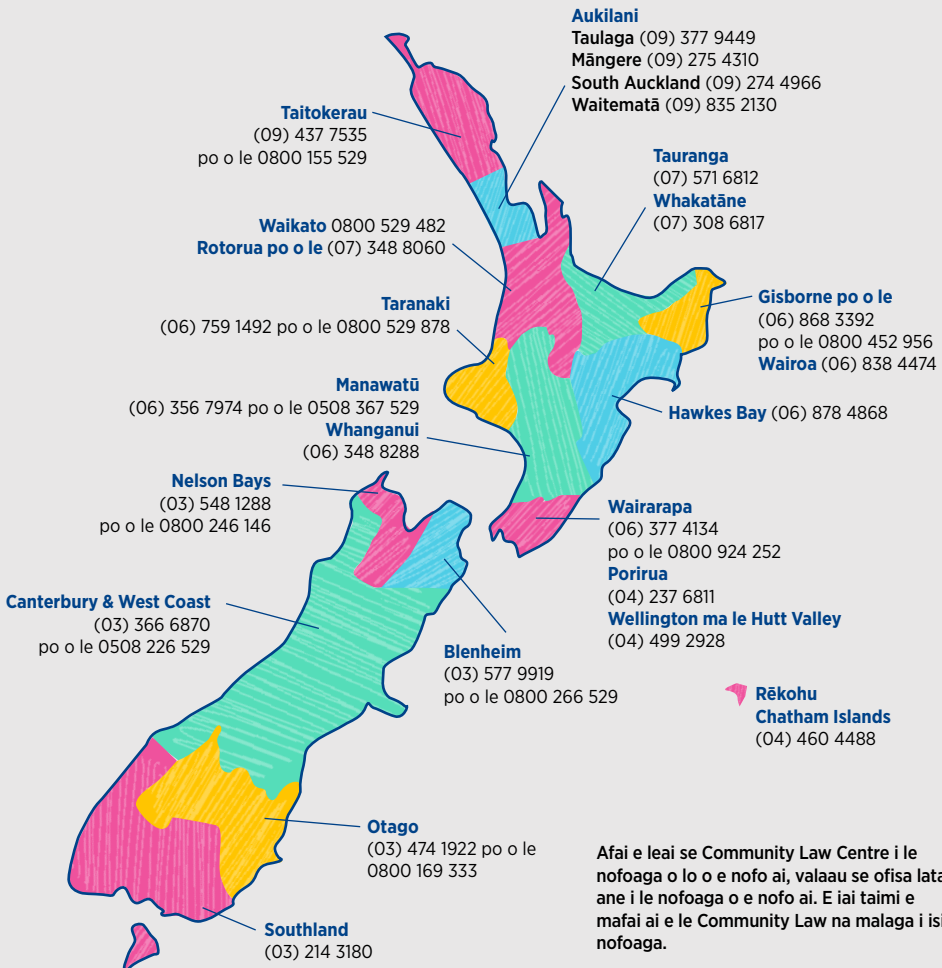 Aukilani
Taulaga (09) 377 9449
Māngere (09) 275 4310
South Auckland (09) 274 4966
Waitematā (09) 835 2130
Taitokerau
(09) 437 7535
po o le 0800 155 529
Tauranga
(07) 571 6812
Whakatāne
(07) 308 6817
Waikato 0800 529 482
Rotorua po o le (07) 348 8060
Gisborne po o le
(06) 868 3392
po o le 0800 452 956
Wairoa (06) 838 4474
Taranaki
(06) 759 1492 po o le 0800 529 878
Manawatū
(06) 356 7974 po o le 0508 367 529
Whanganui
(06) 348 8288
Hawkes Bay (06) 878 4868
Nelson Bays
(03) 548 1288
po o le 0800 246 146
Wairarapa
(06) 377 4134
po o le 0800 924 252
Porirua
(04) 237 6811
Wellington ma le Hutt Valley
(04) 499 2928
Canterbury & West Coast
(03) 366 6870
po o le 0508 226 529
Blenheim
(03) 577 9919
po o le 0800 266 529
Rēkohu
Chatham Islands
(04) 460 4488
Otago
(03) 474 1922 po o le
0800 169 333
Southland
(03) 214 3180
Afai e leai se Community Law Centre i le
nofoaga o lo o e nofo ai, valaau se ofisa lata
ane i le nofoaga o e nofo ai. E iai taimi e
mafai ai e le Community Law na malaga i isi
nofoaga.